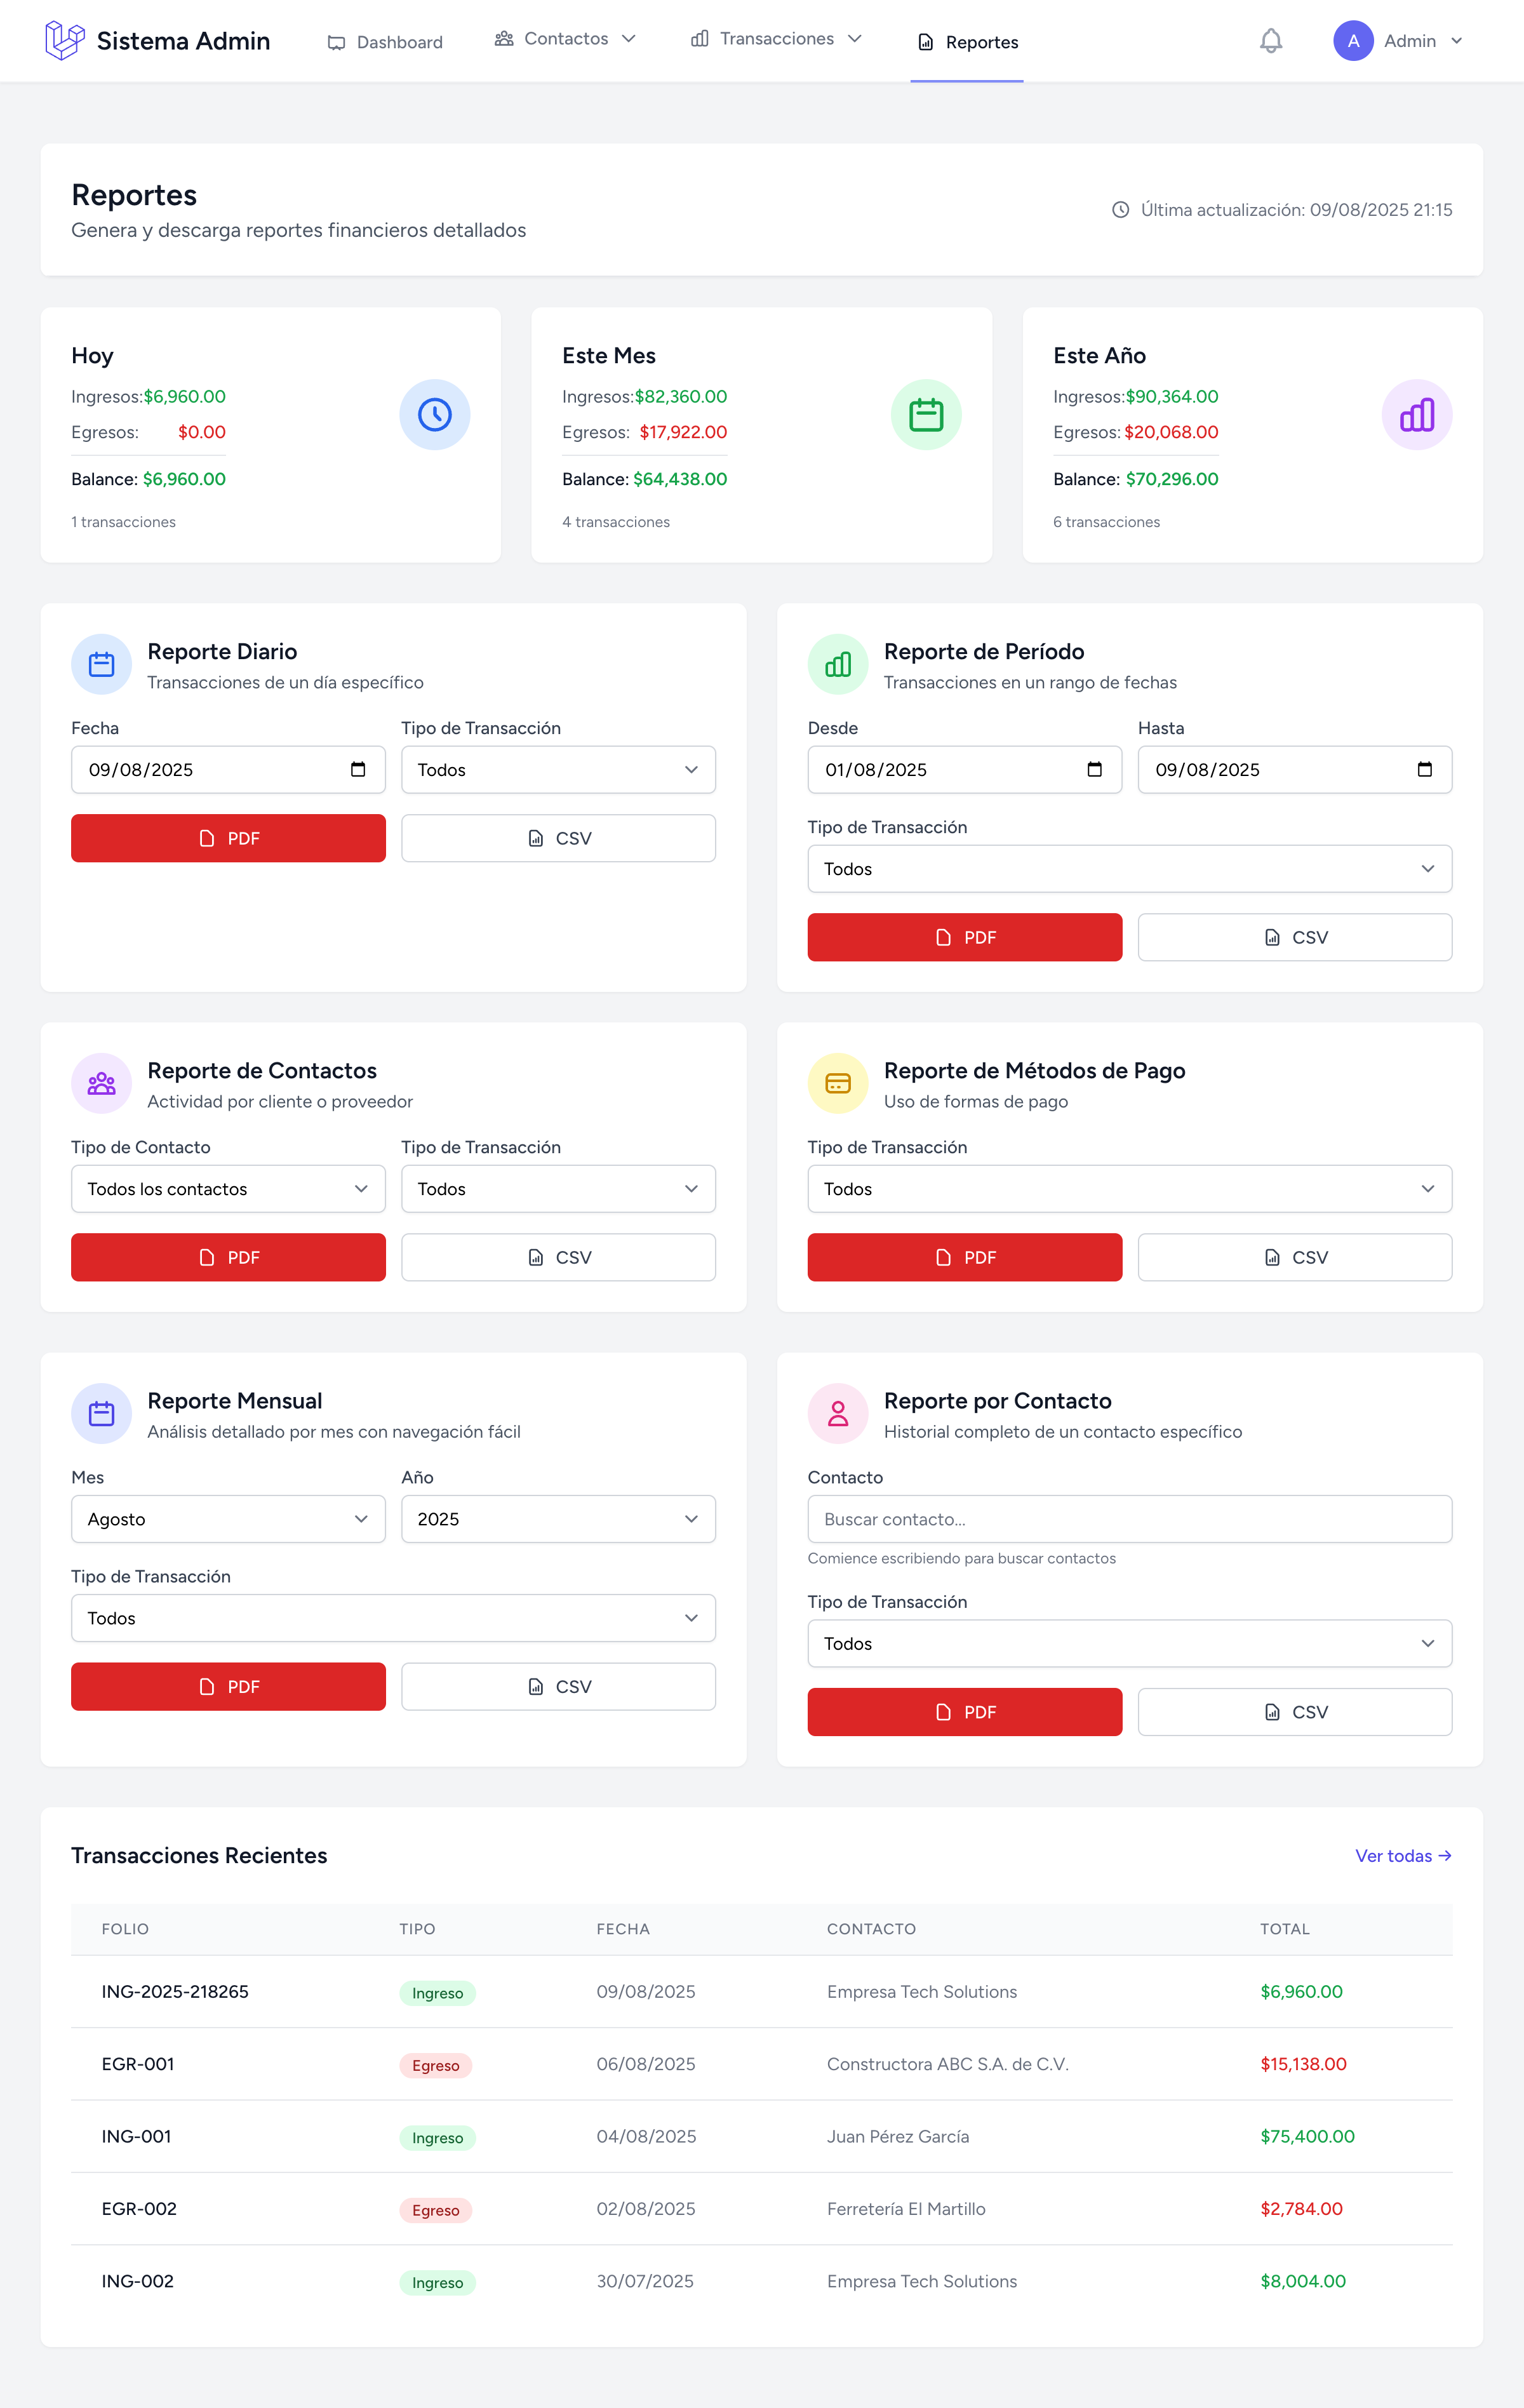 Sistema Admin Dashboard Contactos Transacciones Reportes A Admin
Reportes
Genera y descarga reportes financieros detallados
Última actualización: 09/08/2025 21:15
Hoy
Ingresos:$6,960.00
Egresos: $0.00
Balance: $6,960.00
1 transacciones
Este Mes
Ingresos:$82,360.00
Egresos: $17,922.00
Balance: $64,438.00
4 transacciones
Este Año
Ingresos:$90,364.00
Egresos: $20,068.00
Balance: $70,296.00
6 transacciones
Reporte Diario
Transacciones de un día específico
Fecha Tipo de Transacción
09/08/2025 Todos
PDF CSV
Reporte de Período
Transacciones en un rango de fechas
Desde Hasta
01/08/2025 09/08/2025
Tipo de Transacción
Todos
PDF CSV
Reporte de Contactos
Actividad por cliente o proveedor
Tipo de Contacto Tipo de Transacción
Todos los contactos Todos
PDF CSV
Reporte de Métodos de Pago
Uso de formas de pago
Tipo de Transacción
Todos
PDF CSV
Reporte Mensual
Análisis detallado por mes con navegación fácil
Mes Año
Agosto 2025
Tipo de Transacción
Todos
PDF CSV
Reporte por Contacto
Historial completo de un contacto específico
Contacto
Buscar contacto...
Comience escribiendo para buscar contactos
Tipo de Transacción
Todos
PDF CSV
Transacciones Recientes Ver todas →
FOLIO TIPO FECHA CONTACTO TOTAL
ING-2025-218265 Ingreso 09/08/2025 Empresa Tech Solutions $6,960.00
EGR-001 Egreso 06/08/2025 Constructora ABC S.A. de C.V. $15,138.00
ING-001 Ingreso 04/08/2025 Juan Pérez García $75,400.00
EGR-002 Egreso 02/08/2025 Ferretería El Martillo $2,784.00
ING-002 Ingreso 30/07/2025 Empresa Tech Solutions $8,004.00